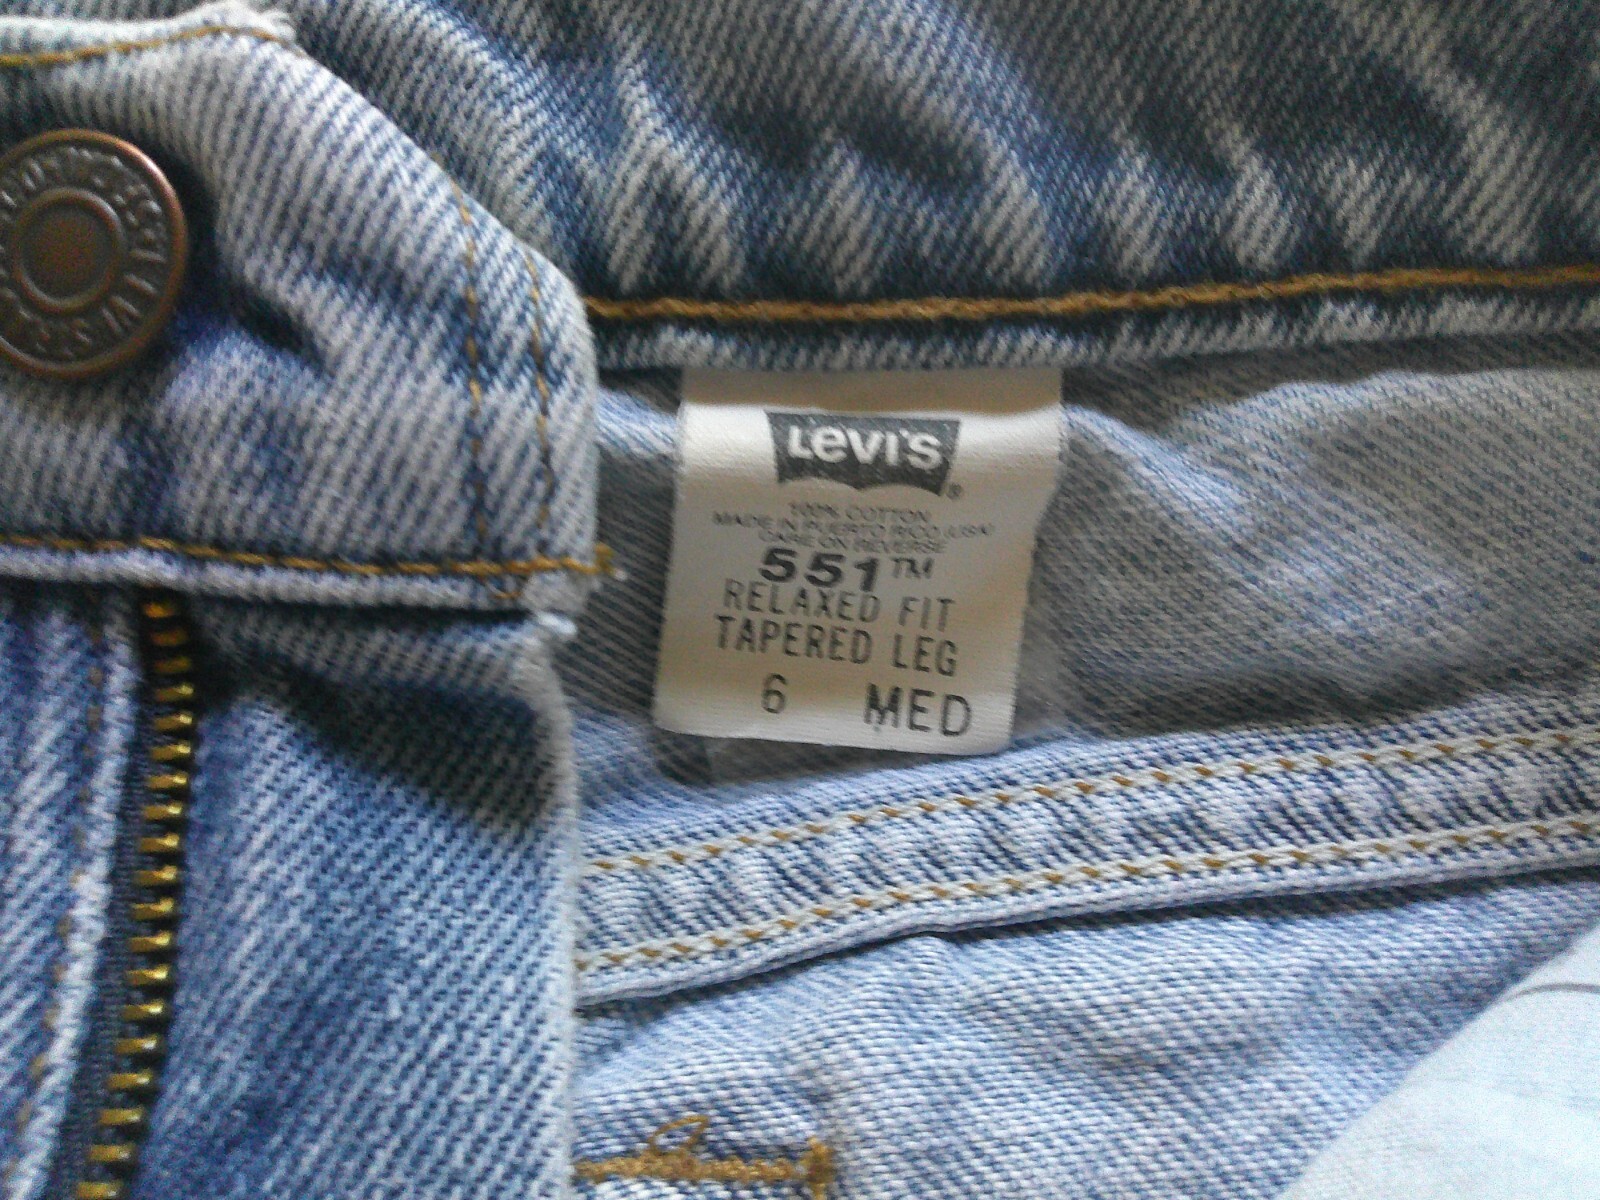 LEVI'S®
100% COTTON
MADE IN PUERTO RICO (USA)
CARE ON REVERSE
551™
RELAXED FIT
TAPERED LEG
6 MED